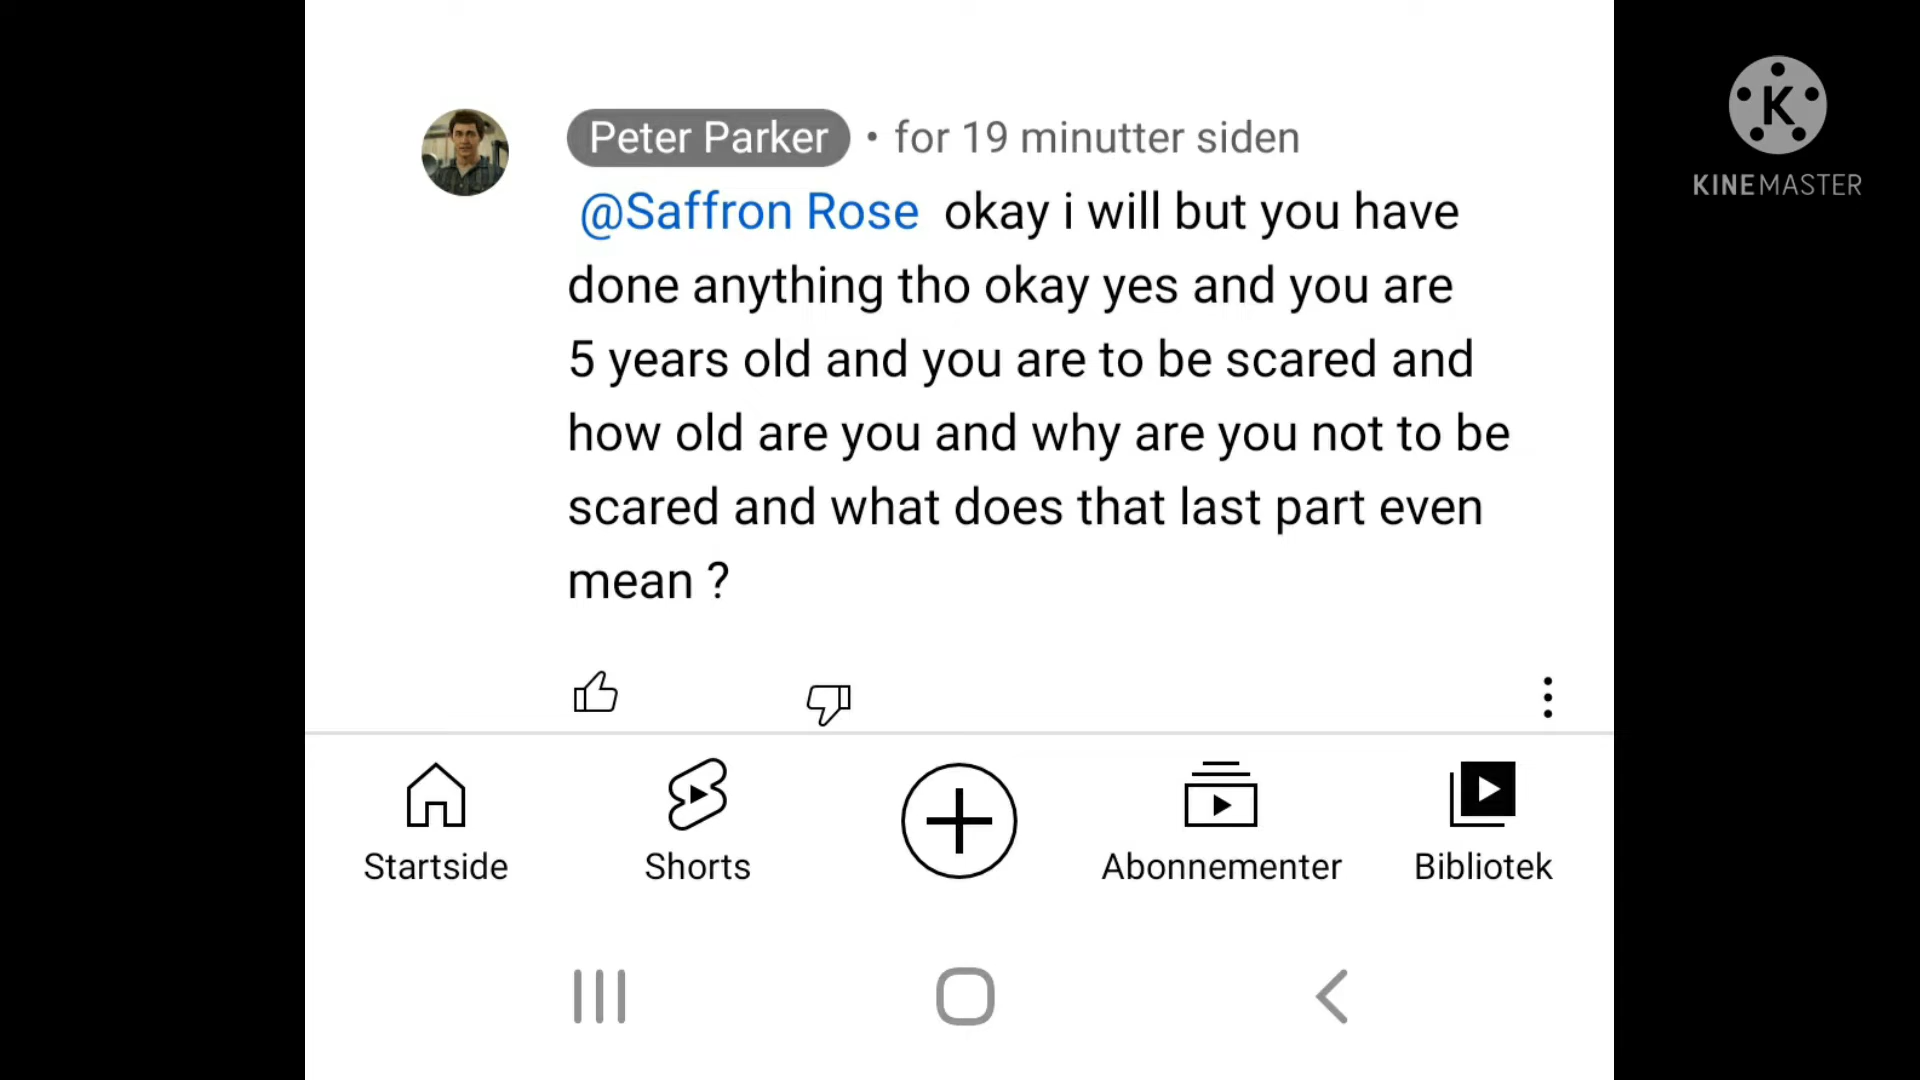 Peter Parker • for 19 minutter siden
@Saffron Rose okay i will but you have
done anything tho okay yes and you are
5 years old and you are to be scared and
how old are you and why are you not to be
scared and what does that last part even
mean ?
Startside
Shorts
Abonnementer
Bibliotek
K
KINEMASTER